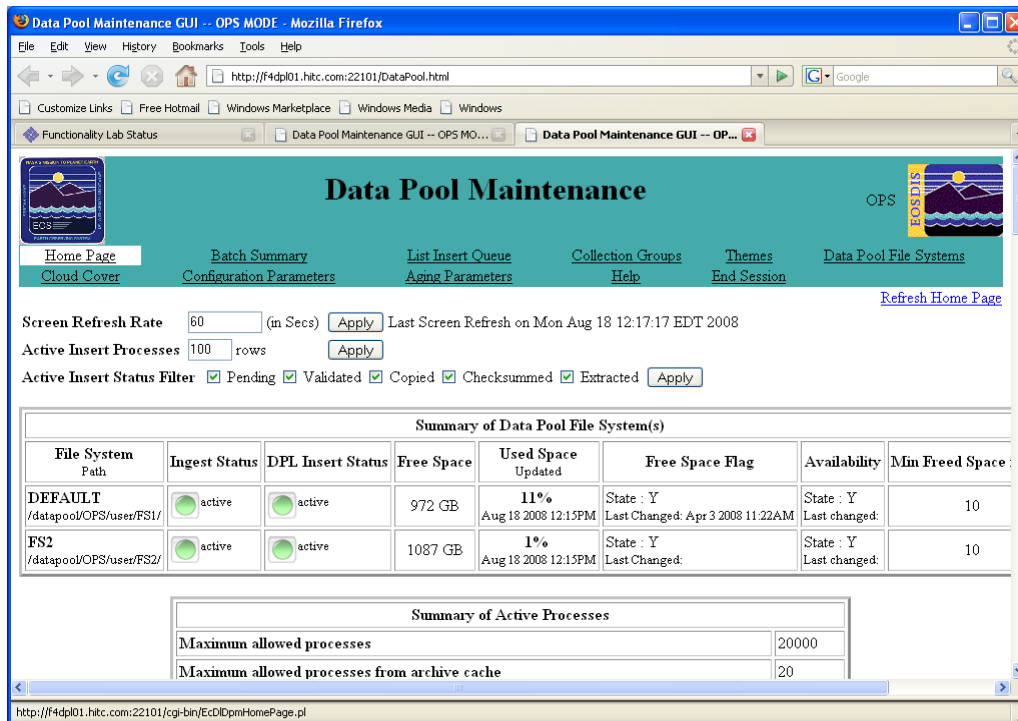 Data Pool Maintenance GUI -- OPS MODE - Mozilla Firefox
File Edit View History Bookmarks Tools Help
http://f4dpl01.hitc.com:22101/DataPool.html
G Google
Customize Links Free Hotmail Windows Marketplace Windows Media Windows
Functionality Lab Status Data Pool Maintenance GUI -- OPS MO... Data Pool Maintenance GUI -- OP...
NASA'S MISSION TO PLANET EARTH
EOS
EARTH OBSERVING SYSTEM
Data Pool Maintenance
OPS
EOSDIS
Home Page Batch Summary List Insert Queue Collection Groups Themes Data Pool File Systems
Cloud Cover Configuration Parameters Aging Parameters Help End Session
Refresh Home Page
Screen Refresh Rate 60 (in Secs) Apply Last Screen Refresh on Mon Aug 18 12:17:17 EDT 2008
Active Insert Processes 100 rows Apply
Active Insert Status Filter Pending Validated Copied Checksummed Extracted Apply
Summary of Data Pool File System(s)
File System Path Ingest Status DPL Insert Status Free Space Used Space Updated Free Space Flag Availability Min Freed Space
DEFAULT active active 972 GB 11% State : Y State : Y 10
/datapool/OPS/user/FS1/ Aug 18 2008 12:15PM Last Changed: Apr 3 2008 11:22AM Last changed:
FS2 active active 1087 GB 1% State : Y State : Y 10
/datapool/OPS/user/FS2/ Aug 18 2008 12:15PM Last Changed: Last changed:
Summary of Active Processes
Maximum allowed processes 20000
Maximum allowed processes from archive cache 20
http://f4dpl01.hitc.com:22101/cgi-bin/EcDlDpmHomePage.pl